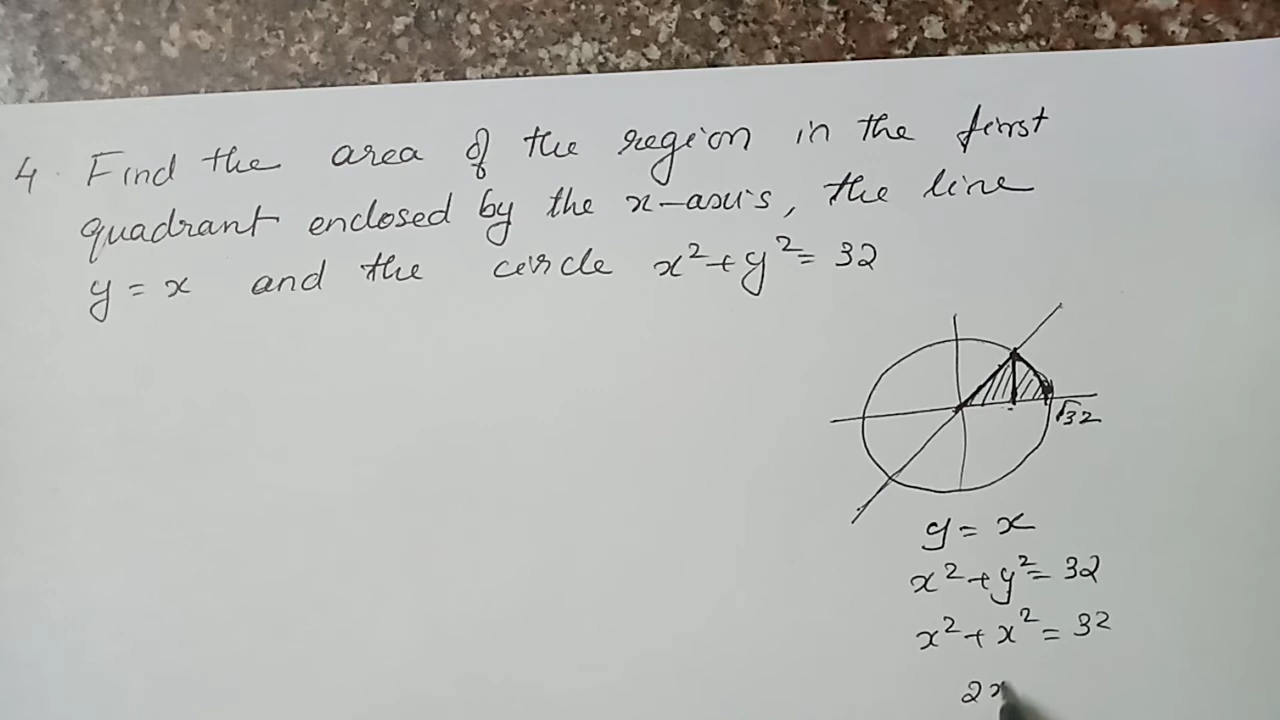 4. Find the area of the region in the first
quadrant enclosed by the x-axis, the line
y = x and the circle x² + y² = 32
√32
y = x
x² + y² = 32
x² + x² = 32
2x